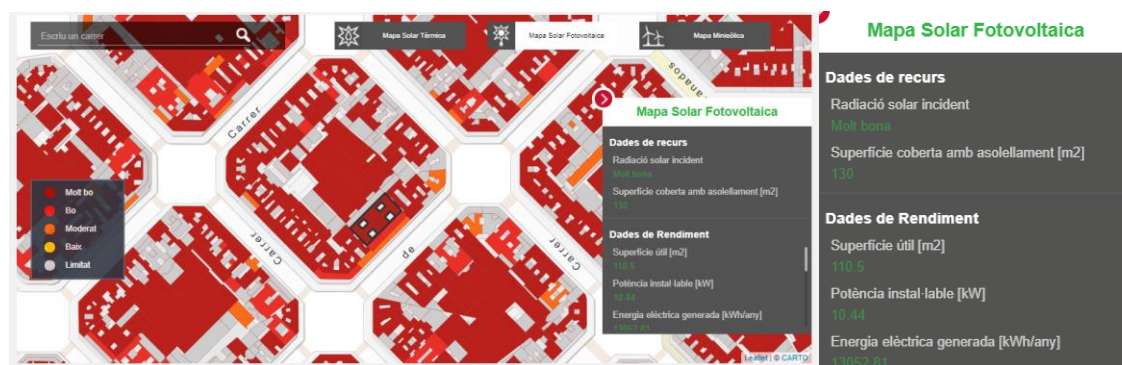 Escriu un carrer
Mapa Solar Tèrmica
Mapa Solar Fotovoltaica
Mapa Minieòlica
Carrer
Carrer
de
Carrer
Molt bo
Bo
Moderat
Baix
Limitat
Mapa Solar Fotovoltaica
Dades de recurs
Radiació solar incident
Molt bona
Superfície coberta amb asolellament [m2]
130
Dades de Rendiment
Superfície útil [m2]
110.5
Potència instal·lable [kW]
10.44
Energia elèctrica generada [kWh/any]
13052.81
Leaflet | © CARTO
Mapa Solar Fotovoltaica
Dades de recurs
Radiació solar incident
Molt bona
Superfície coberta amb asolellament [m2]
130
Dades de Rendiment
Superfície útil [m2]
110.5
Potència instal·lable [kW]
10.44
Energia elèctrica generada [kWh/any]
13052.81